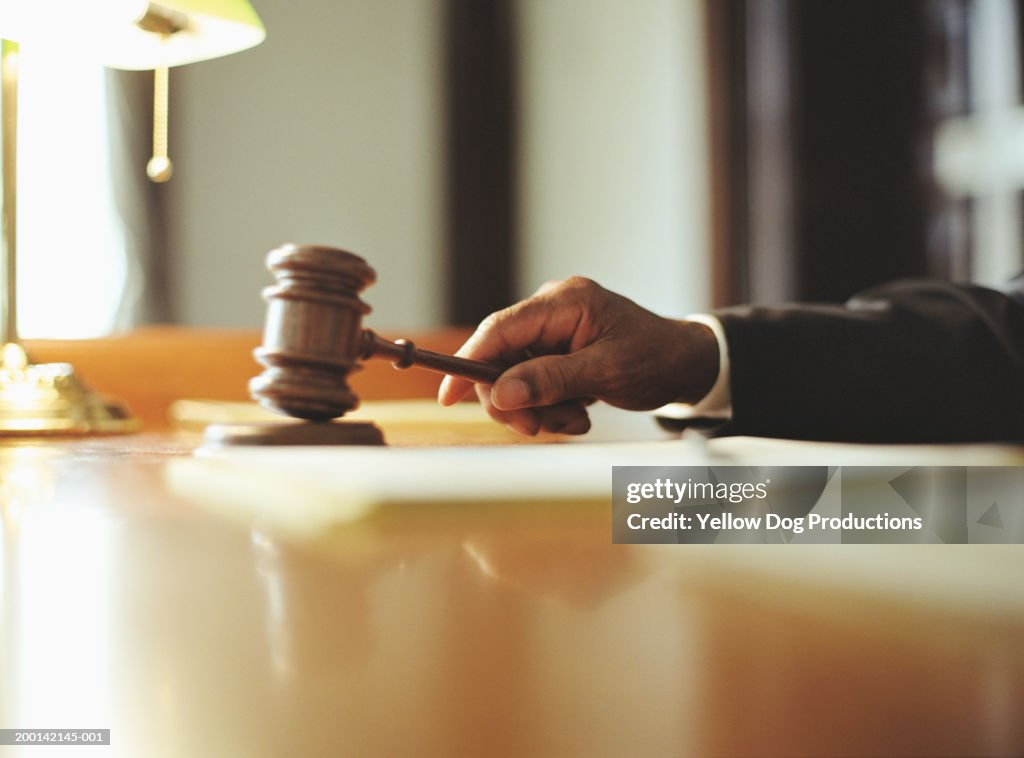 gettyimages®
Credit: Yellow Dog Productions
200142145-001